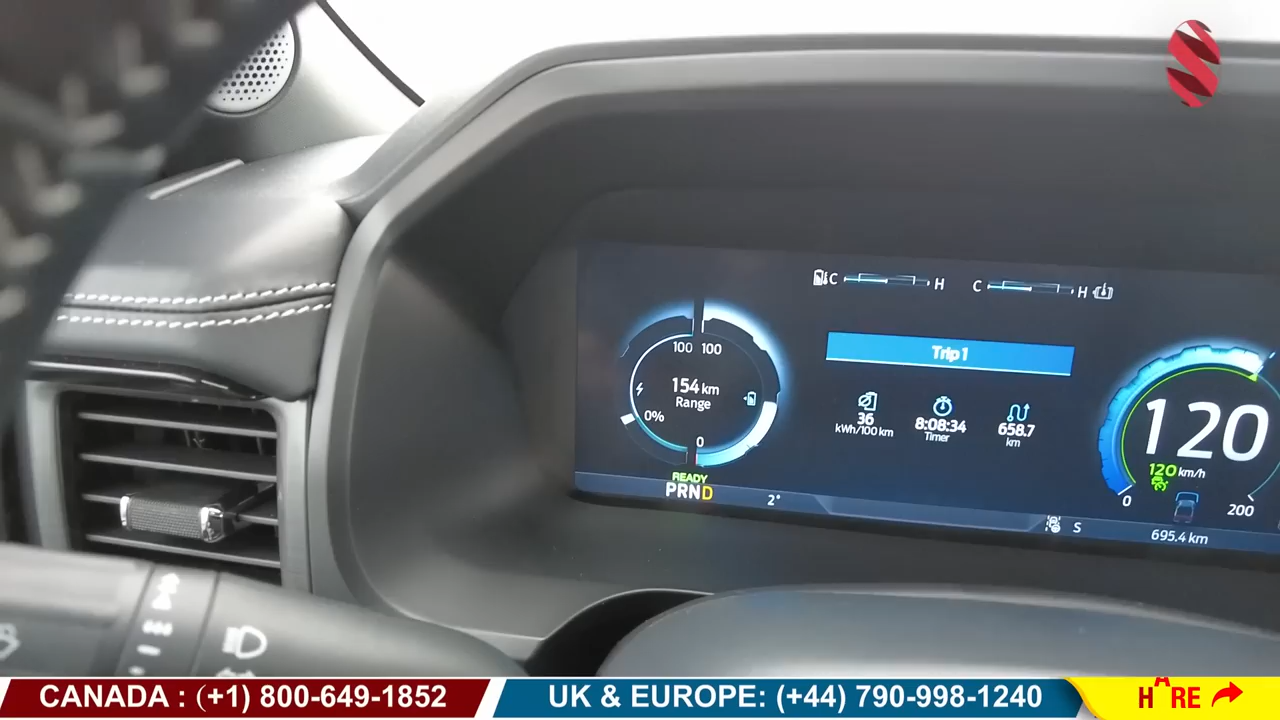 C H C H
Trip 1
100 100
154 km
Range
0%
0
36
kWh/100 km
8:08:34
Timer
658.7
km
120
120 km/h
0 200
READY
PRND
2°
S
695.4 km
CANADA : (+1) 800-649-1852
UK & EUROPE: (+44) 790-998-1240
H RE